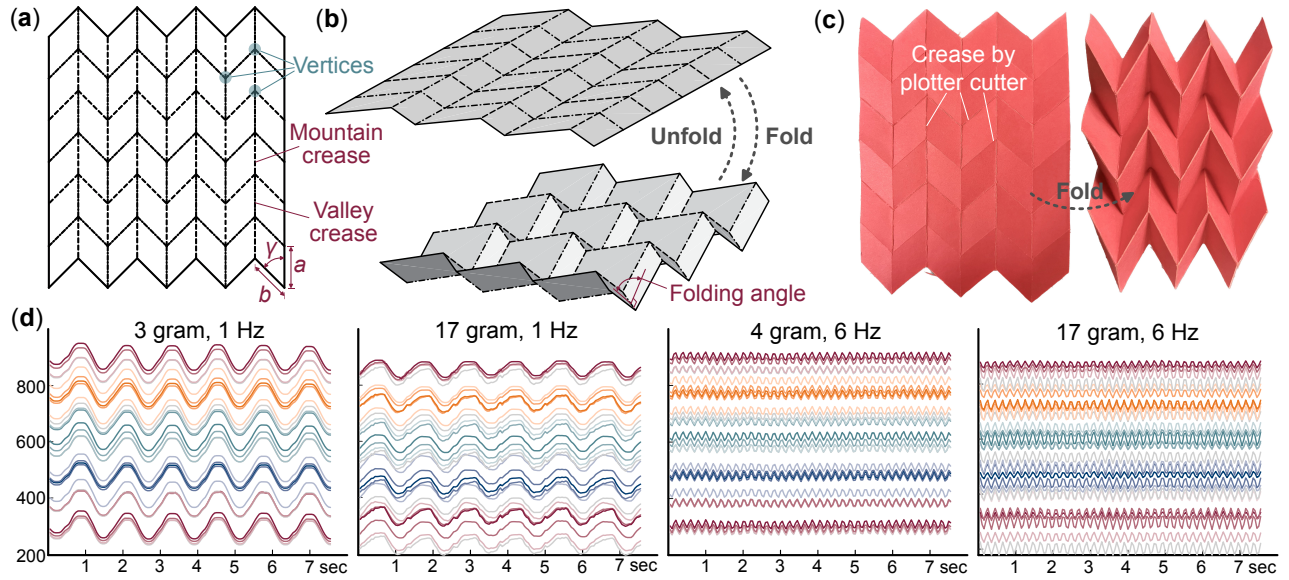 (a)
Vertices
Mountain
crease
Valley
crease
γ
a
b
(b)
Unfold
Fold
Folding angle
(c)
Crease by
plotter cutter
Fold
(d)
3 gram, 1 Hz
17 gram, 1 Hz
4 gram, 6 Hz
17 gram, 6 Hz
800
600
400
200
1 2 3 4 5 6 7 sec
1 2 3 4 5 6 7 sec
1 2 3 4 5 6 7 sec
1 2 3 4 5 6 7 sec